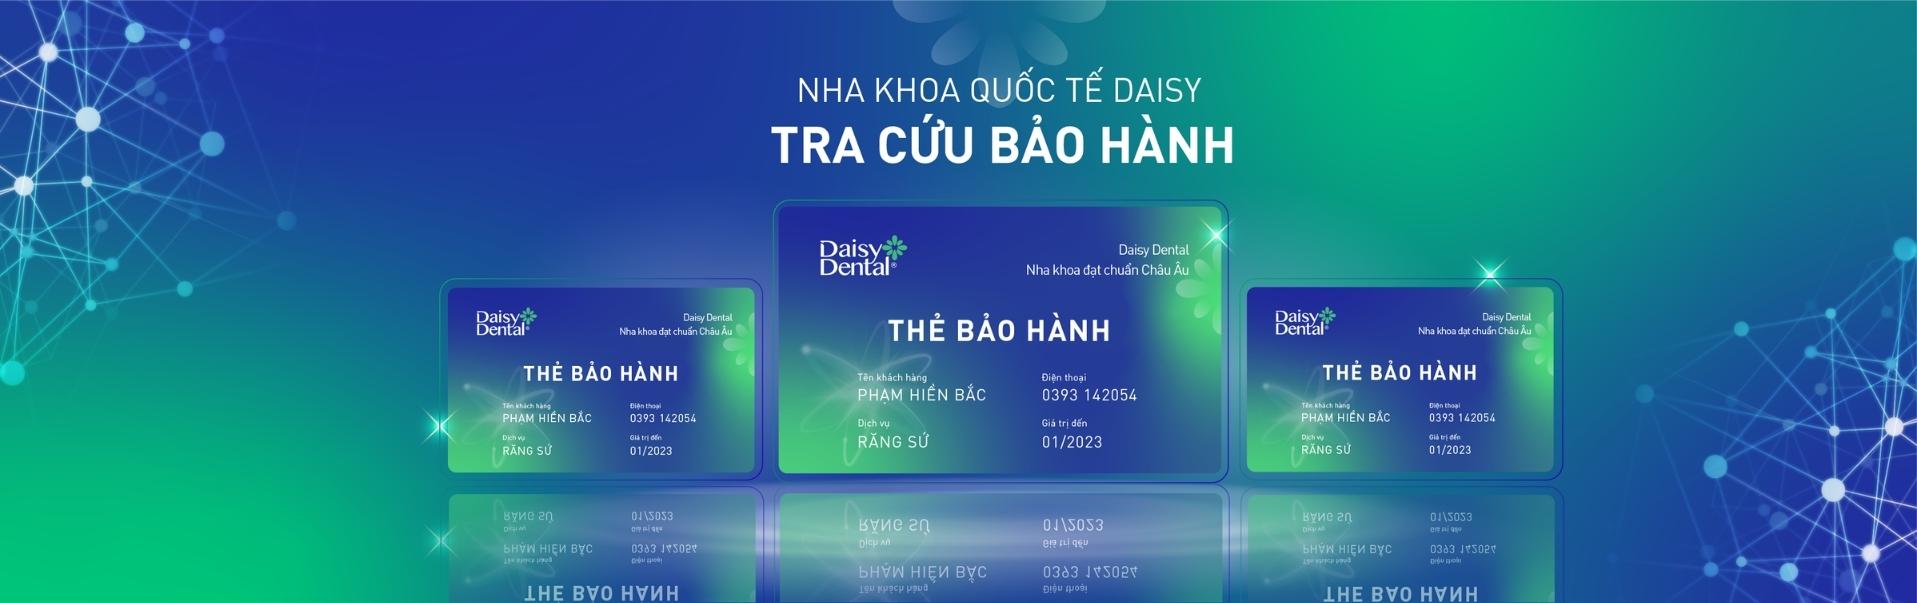 NHA KHOA QUỐC TẾ DAISY
TRA CỨU BẢO HÀNH
Daisy Dental®
Daisy Dental
Nha khoa đạt chuẩn Châu Âu
THẺ BẢO HÀNH
Tên khách hàng
PHẠM HIỀN BẮC
Điện thoại
0393 142054
Dịch vụ
RĂNG SỨ
Giá trị đến
01/2023
Daisy Dental®
Daisy Dental
Nha khoa đạt chuẩn Châu Âu
THẺ BẢO HÀNH
Tên khách hàng
PHẠM HIỀN BẮC
Điện thoại
0393 142054
Dịch vụ
RĂNG SỨ
Giá trị đến
01/2023
Daisy Dental®
Daisy Dental
Nha khoa đạt chuẩn Châu Âu
THẺ BẢO HÀNH
Tên khách hàng
PHẠM HIỀN BẮC
Điện thoại
0393 142054
Dịch vụ
RĂNG SỨ
Giá trị đến
01/2023